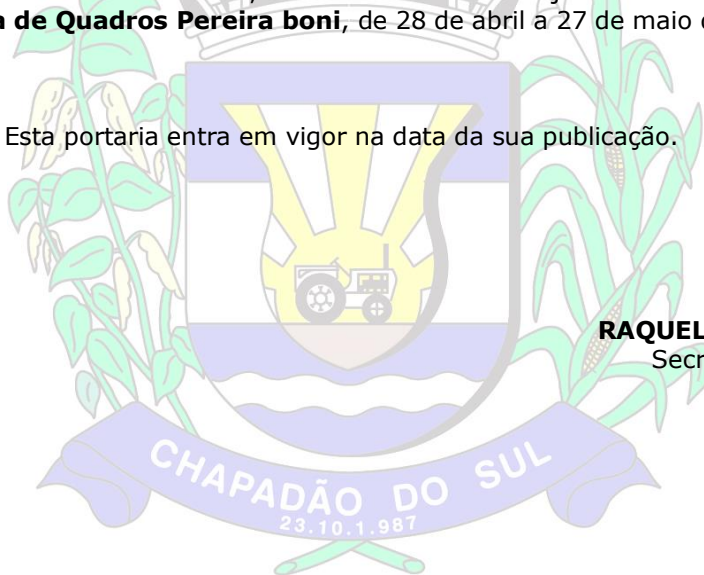 de Quadros Pereira boni, de 28 de abril a 27 de maio
Esta portaria entra em vigor na data da sua publicação.
RAQUEL
CHAPADÃO DO SUL
23.10.1.987